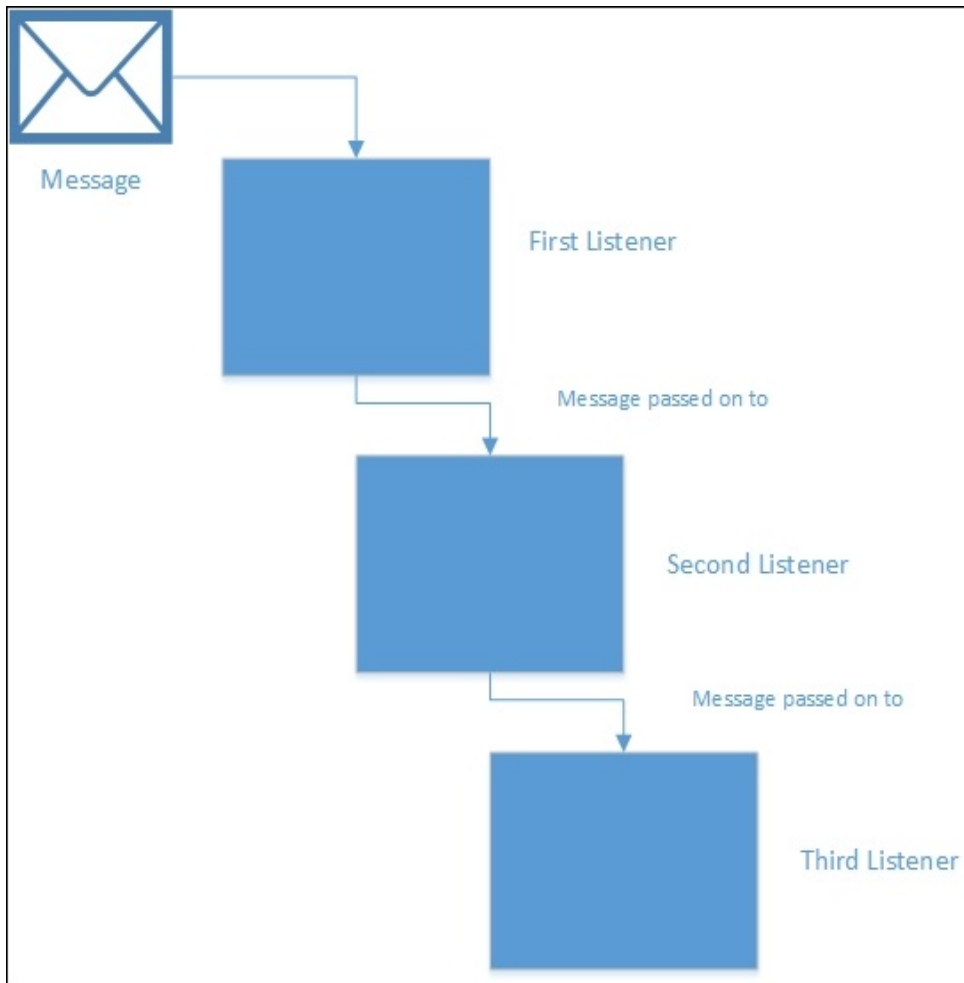 Message
First Listener
Message passed on to
Second Listener
Message passed on to
Third Listener